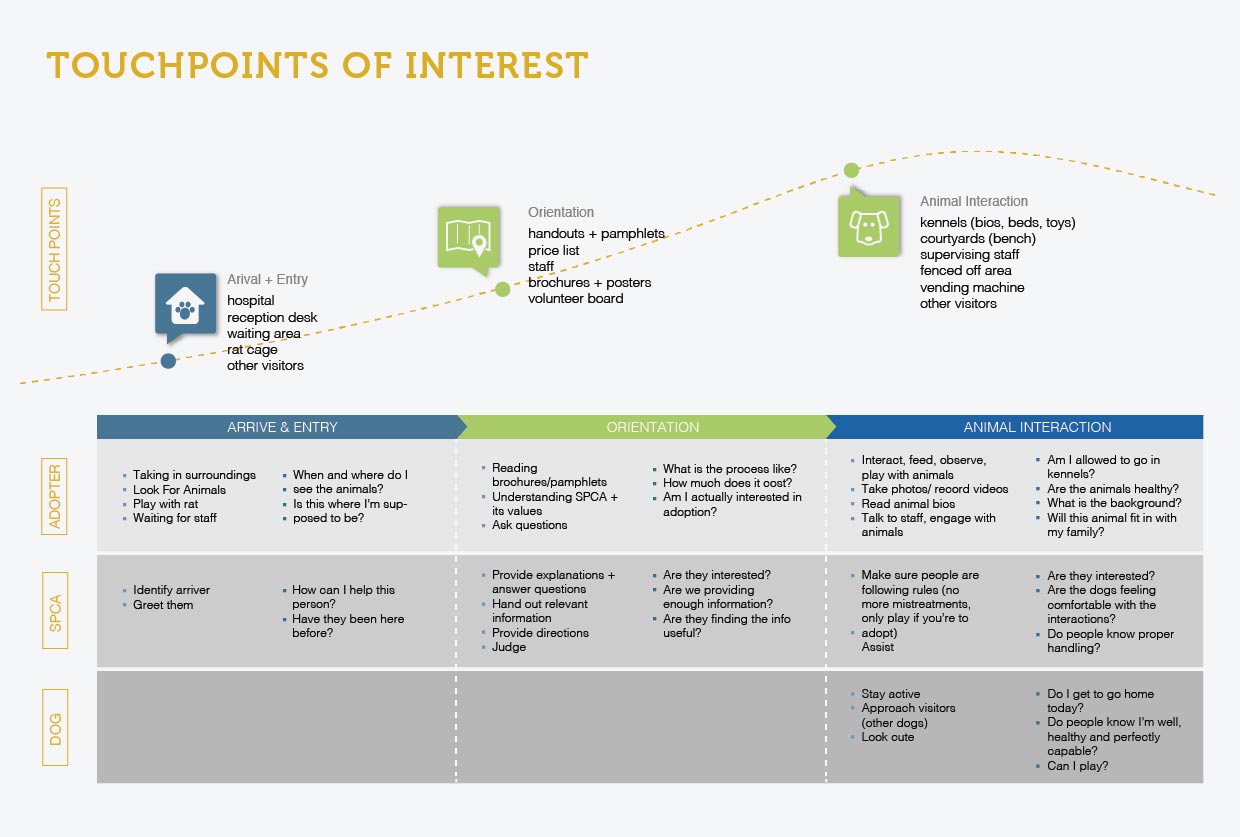 TOUCHPOINTS OF INTEREST
TOUCH POINTS
Arival + Entry
hospital
reception desk
waiting area
rat cage
other visitors
Orientation
handouts + pamphlets
price list
staff
brochures + posters
volunteer board
Animal Interaction
kennels (bios, beds, toys)
courtyards (bench)
supervising staff
fenced off area
vending machine
other visitors
ARRIVE & ENTRY
ORIENTATION
ANIMAL INTERACTION
ADOPTER
Taking in surroundings
Look For Animals
Play with rat
Waiting for staff
When and where do I
see the animals?
Is this where I'm sup-
posed to be?
Reading
brochures/pamphlets
Understanding SPCA +
its values
Ask questions
What is the process like?
How much does it cost?
Am I actually interested in
adoption?
Interact, feed, observe,
play with animals
Take photos/ record videos
Read animal bios
Talk to staff, engage with
animals
Am I allowed to go in
kennels?
Are the animals healthy?
What is the background?
Will this animal fit in with
my family?
SPCA
Identify arriver
Greet them
How can I help this
person?
Have they been here
before?
Provide explanations +
answer questions
Hand out relevant
information
Provide directions
Judge
Are they interested?
Are we providing
enough information?
Are they finding the info
useful?
Make sure people are
following rules (no
more mistreatments,
only play if you're to
adopt)
Assist
Are they interested?
Are the dogs feeling
comfortable with the
interactions?
Do people know proper
handling?
DOG
Stay active
Approach visitors
(other dogs)
Look cute
Do I get to go home
today?
Do people know I'm well,
healthy and perfectly
capable?
Can I play?